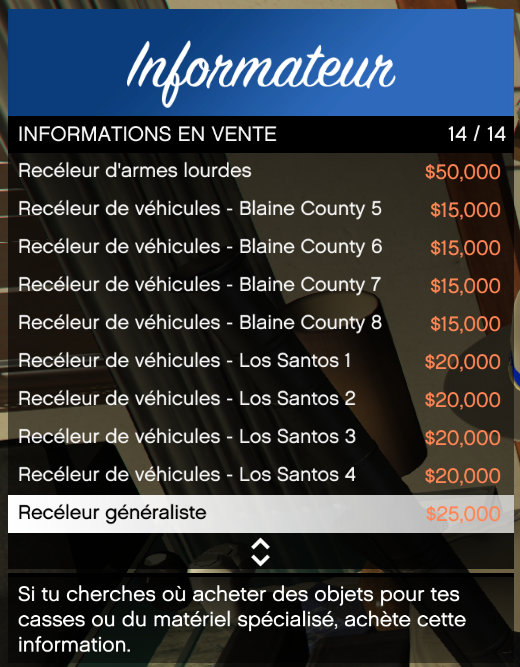 Informateur
INFORMATIONS EN VENTE 14 / 14
Recéleur d'armes lourdes $50,000
Recéleur de véhicules - Blaine County 5 $15,000
Recéleur de véhicules - Blaine County 6 $15,000
Recéleur de véhicules - Blaine County 7 $15,000
Recéleur de véhicules - Blaine County 8 $15,000
Recéleur de véhicules - Los Santos 1 $20,000
Recéleur de véhicules - Los Santos 2 $20,000
Recéleur de véhicules - Los Santos 3 $20,000
Recéleur de véhicules - Los Santos 4 $20,000
Recéleur généraliste $25,000
Si tu cherches où acheter des objets pour tes
casses ou du matériel spécialisé, achète cette
information.